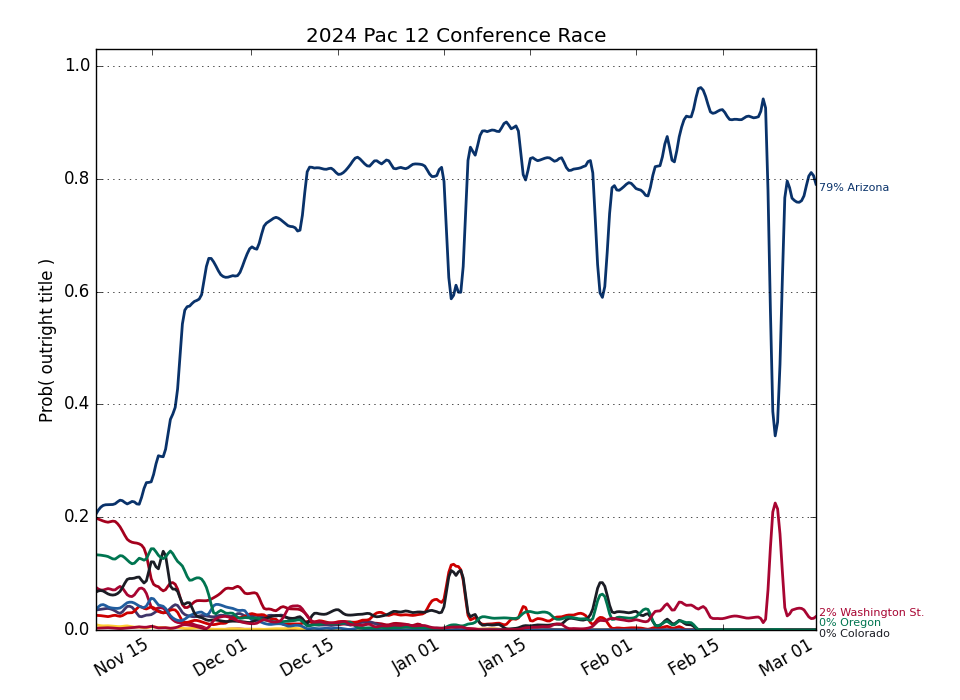 2024 Pac 12 Conference Race
Prob( outright title )
1.0
0.8
0.6
0.4
0.2
0.0
79% Arizona
2% Washington St.
0% Oregon
0% Colorado
Nov 15
Dec 01
Dec 15
Jan 01
Jan 15
Feb 01
Feb 15
Mar 01